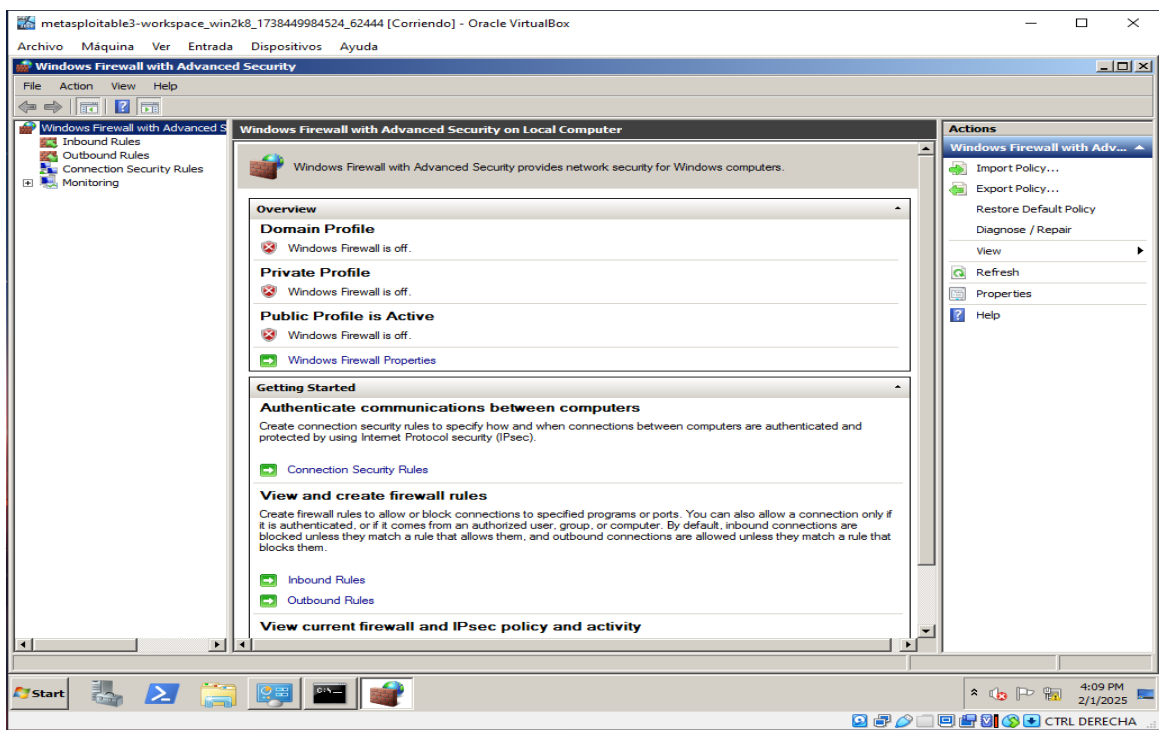 metasploitable3-workspace_win2k8_1738449984524_62444 [Corriendo] - Oracle VirtualBox
Archivo Máquina Ver Entrada Dispositivos Ayuda
Windows Firewall with Advanced Security
File Action View Help
Windows Firewall with Advanced S
Inbound Rules
Outbound Rules
Connection Security Rules
Monitoring
Windows Firewall with Advanced Security on Local Computer
Windows Firewall with Advanced Security provides network security for Windows computers.
Overview
Domain Profile
Windows Firewall is off.
Private Profile
Windows Firewall is off.
Public Profile is Active
Windows Firewall is off.
Windows Firewall Properties
Getting Started
Authenticate communications between computers
Create connection security rules to specify how and when connections between computers are authenticated and
protected by using Internet Protocol security (IPsec).
Connection Security Rules
View and create firewall rules
Create firewall rules to allow or block connections to specified programs or ports. You can also allow a connection only if
it is authenticated, or if it comes from an authorized user, group, or computer. By default, inbound connections are
blocked unless they match a rule that allows them, and outbound connections are allowed unless they match a rule that
blocks them.
Inbound Rules
Outbound Rules
View current firewall and IPsec policy and activity
Actions
Windows Firewall with Adv...
Import Policy...
Export Policy...
Restore Default Policy
Diagnose / Repair
View
Refresh
Properties
Help
Start
C:\
4:09 PM
2/1/2025
CTRL DERECHA